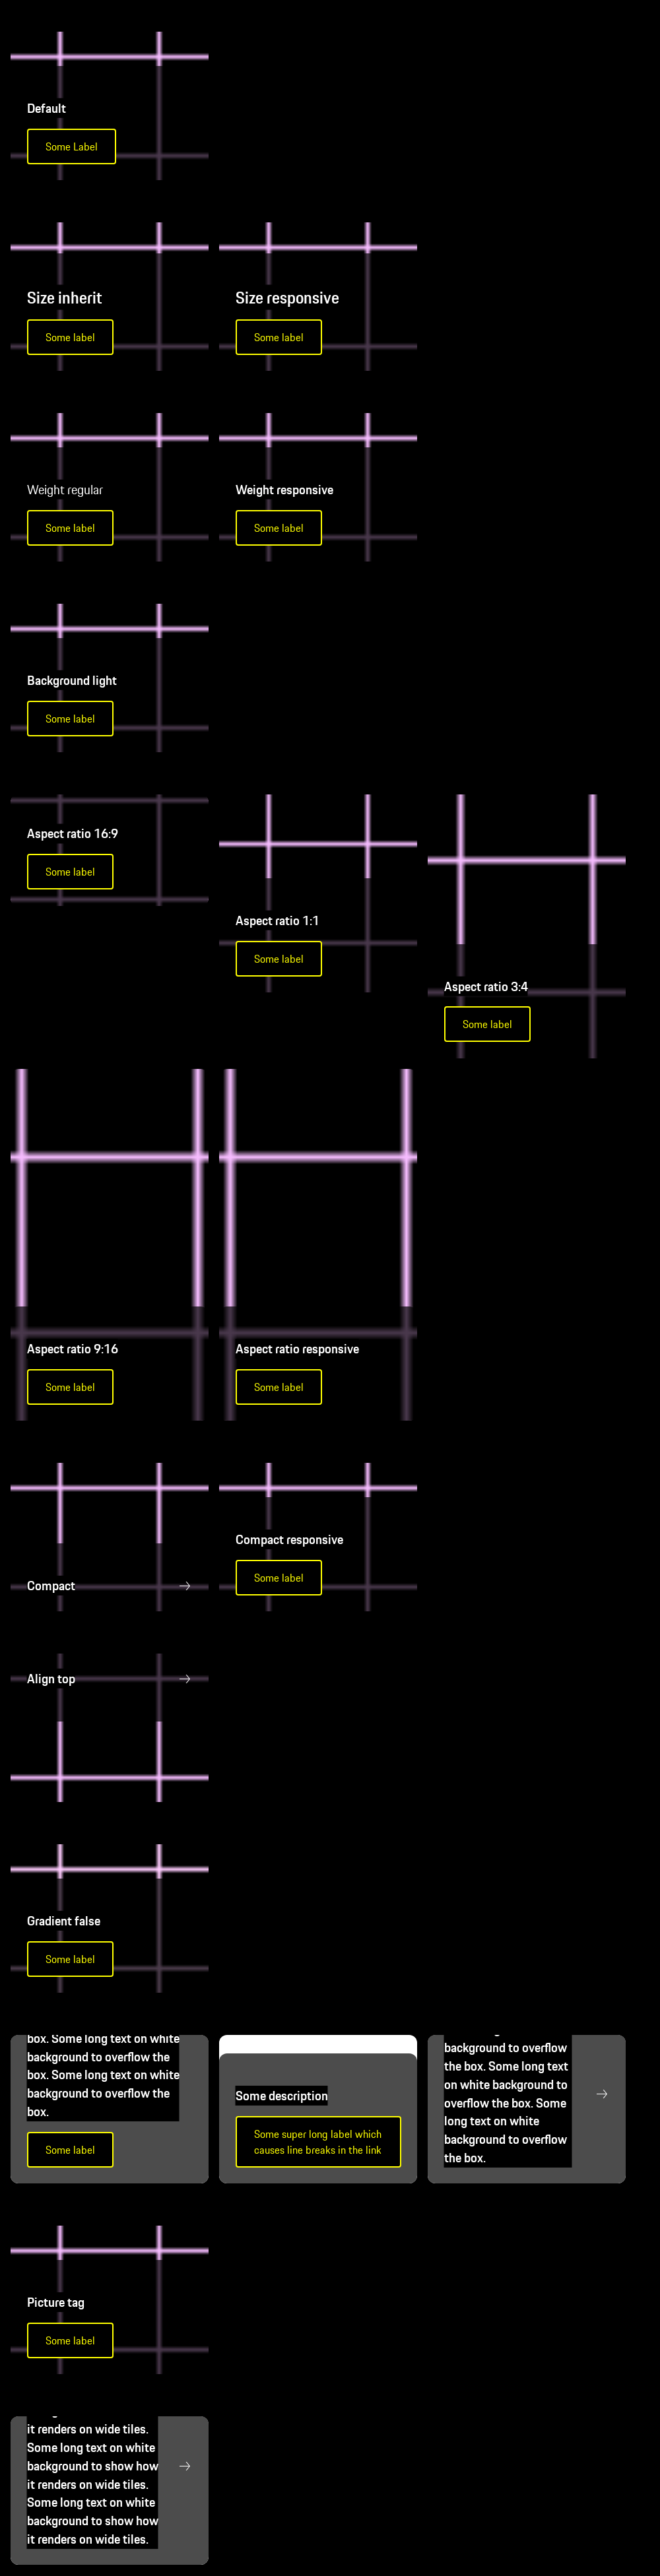 Default
Some Label
Size inherit
Size responsive
Some label
Some label
Weight regular
Weight responsive
Some label
Some label
Background light
Some label
Aspect ratio 16:9
Some label
Aspect ratio 1:1
Some label
Aspect ratio 3:4
Some label
Aspect ratio 9:16
Aspect ratio responsive
Some label
Some label
Compact
Compact responsive
Some label
Align top
Gradient false
Some label
box. Some long text on white
background to overflow the
box. Some long text on white
background to overflow the
box.
Some label
Some description
Some super long label which
causes line breaks in the link
background to overflow
the box. Some long text
on white background to
overflow the box. Some
long text on white
background to overflow
the box.
Picture tag
Some label
it renders on wide tiles.
Some long text on white
background to show how
it renders on wide tiles.
Some long text on white
background to show how
it renders on wide tiles.